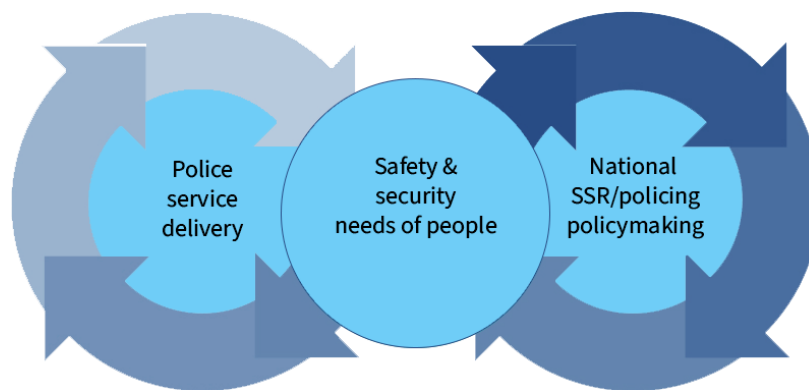 Police
service
delivery
Safety &
security
needs of people
National
SSR/policing
policymaking